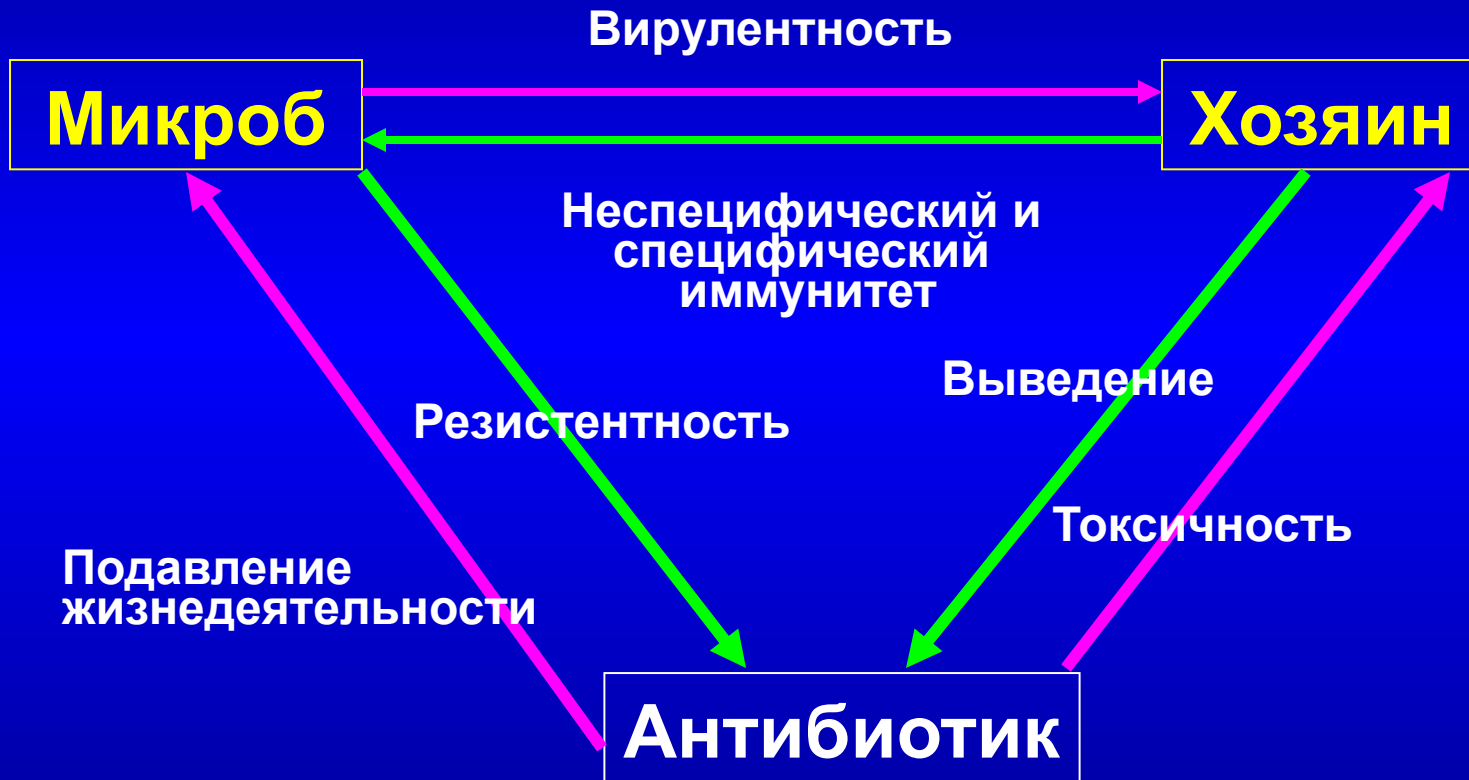 Вирулентность
Микроб
Хозяин
Неспецифический и
специфический
иммунитет
Выведение
Резистентность
Токсичность
Подавление
жизнедеятельности
Антибиотик